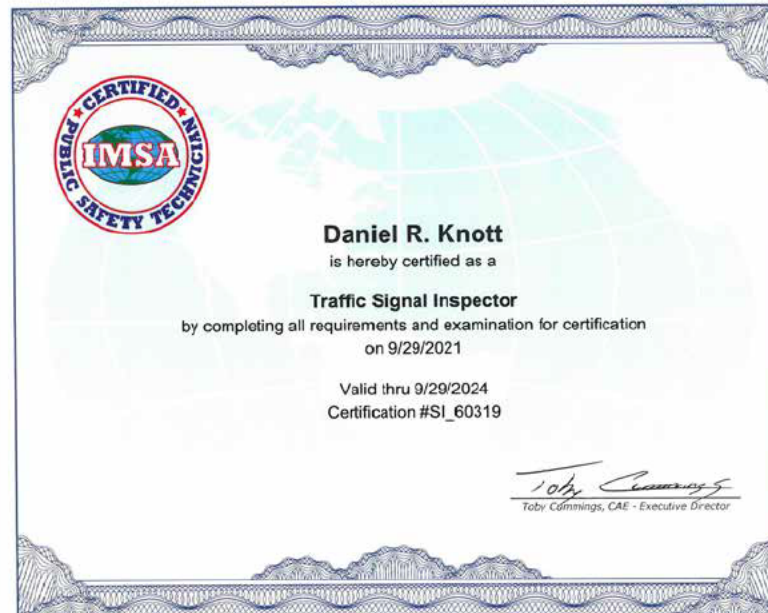 ★ CERTIFIED ★
PUBLIC SAFETY TECHNICIAN
IMSA
Daniel R. Knott
is hereby certified as a
Traffic Signal Inspector
by completing all requirements and examination for certification
on 9/29/2021
Valid thru 9/29/2024
Certification #SI_60319
Toby Cummings
Toby Cummings, CAE - Executive Director